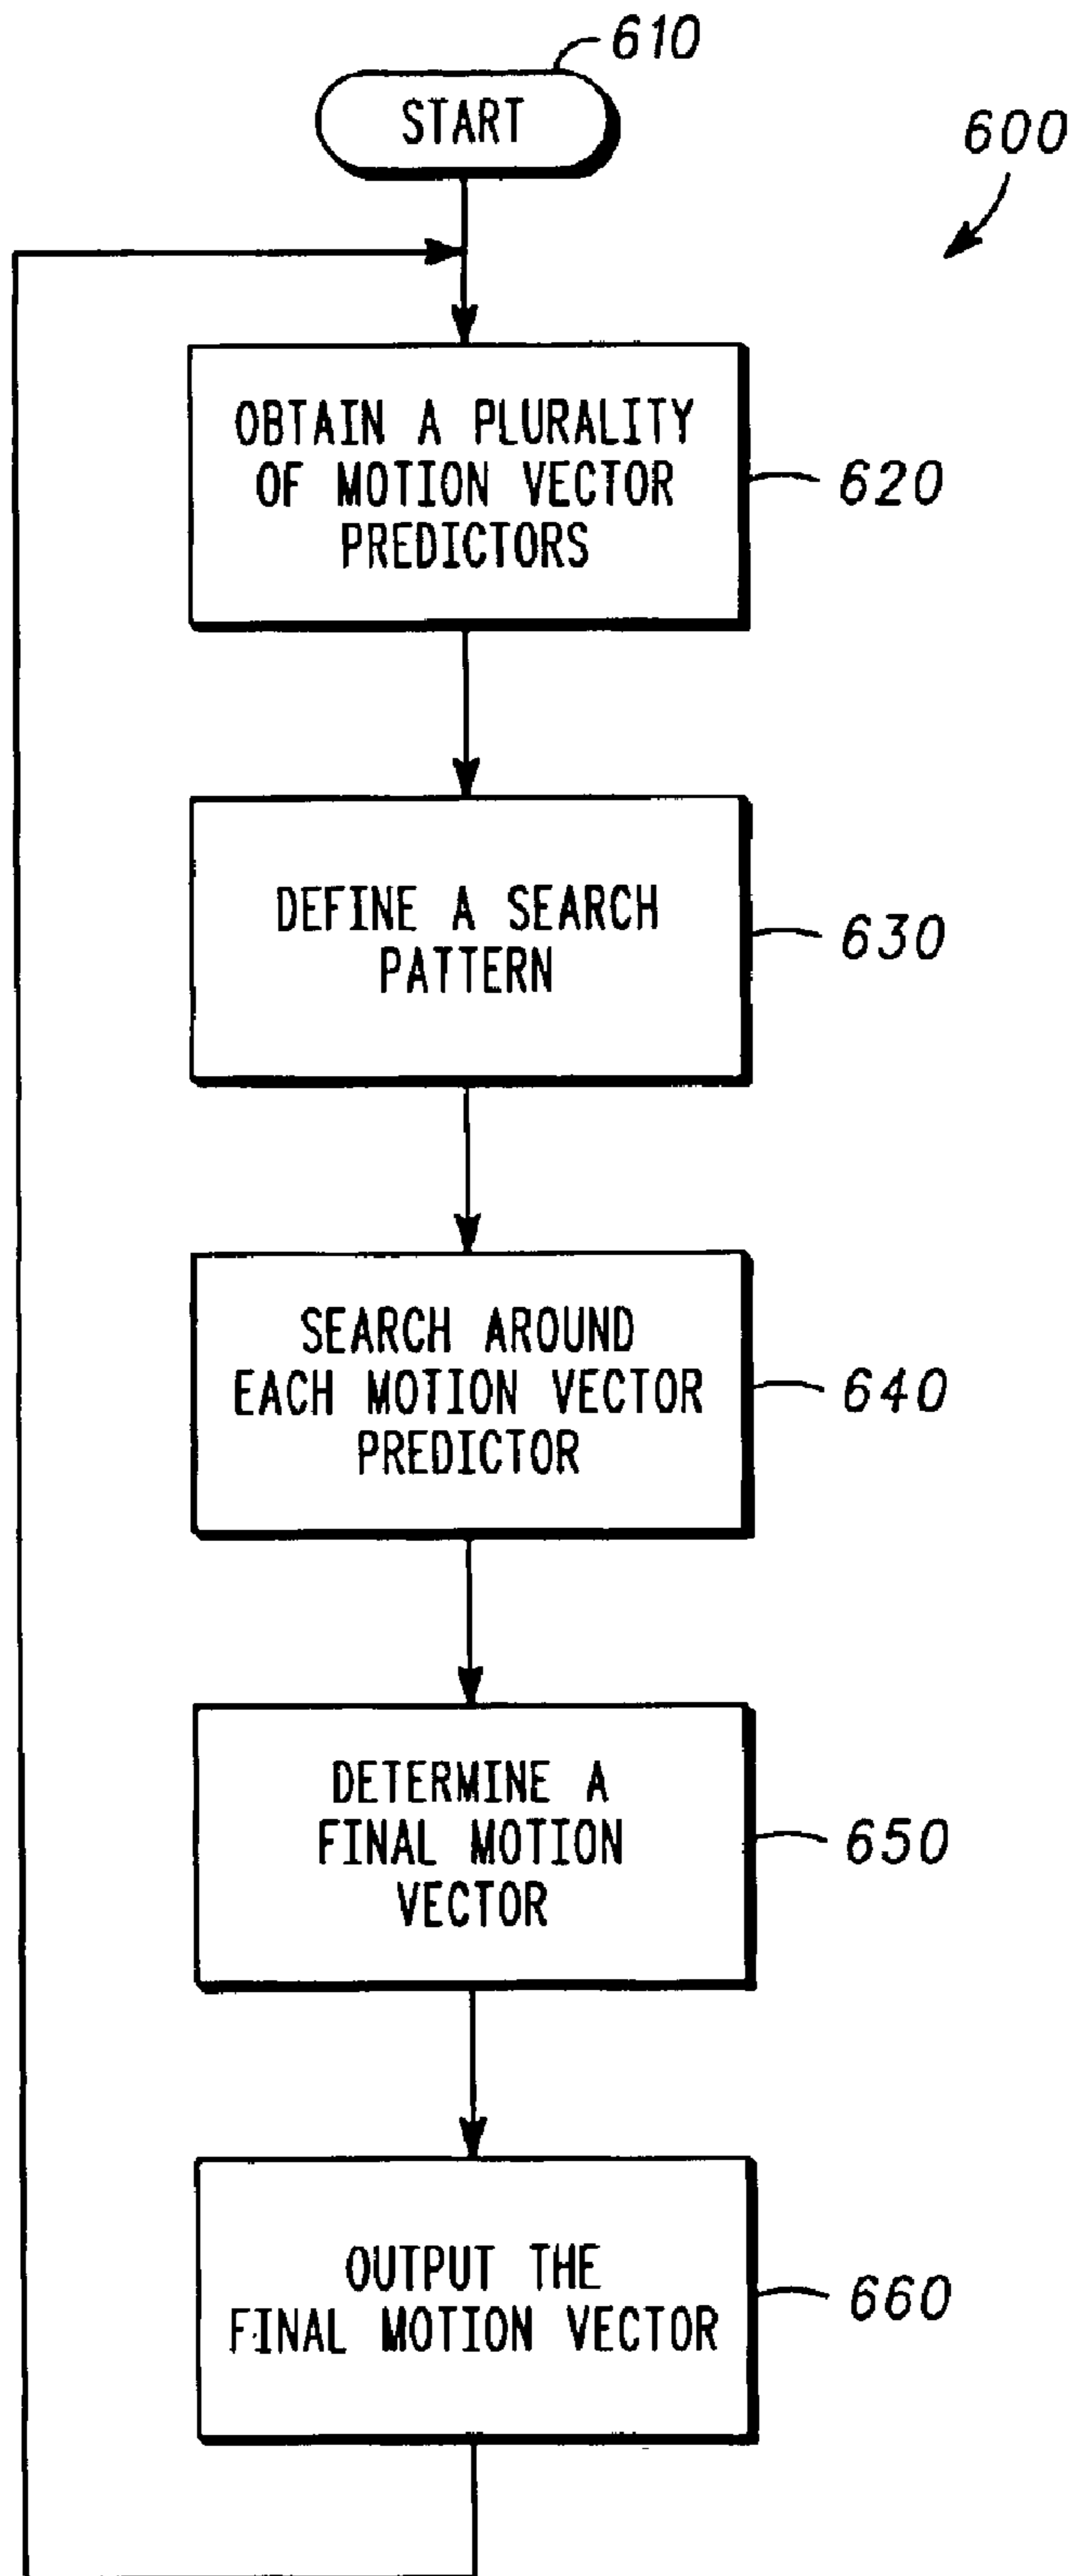 610
START
600
OBTAIN A PLURALITY
OF MOTION VECTOR
PREDICTORS
620
DEFINE A SEARCH
PATTERN
630
SEARCH AROUND
EACH MOTION VECTOR
PREDICTOR
640
DETERMINE A
FINAL MOTION
VECTOR
650
OUTPUT THE
FINAL MOTION VECTOR
660